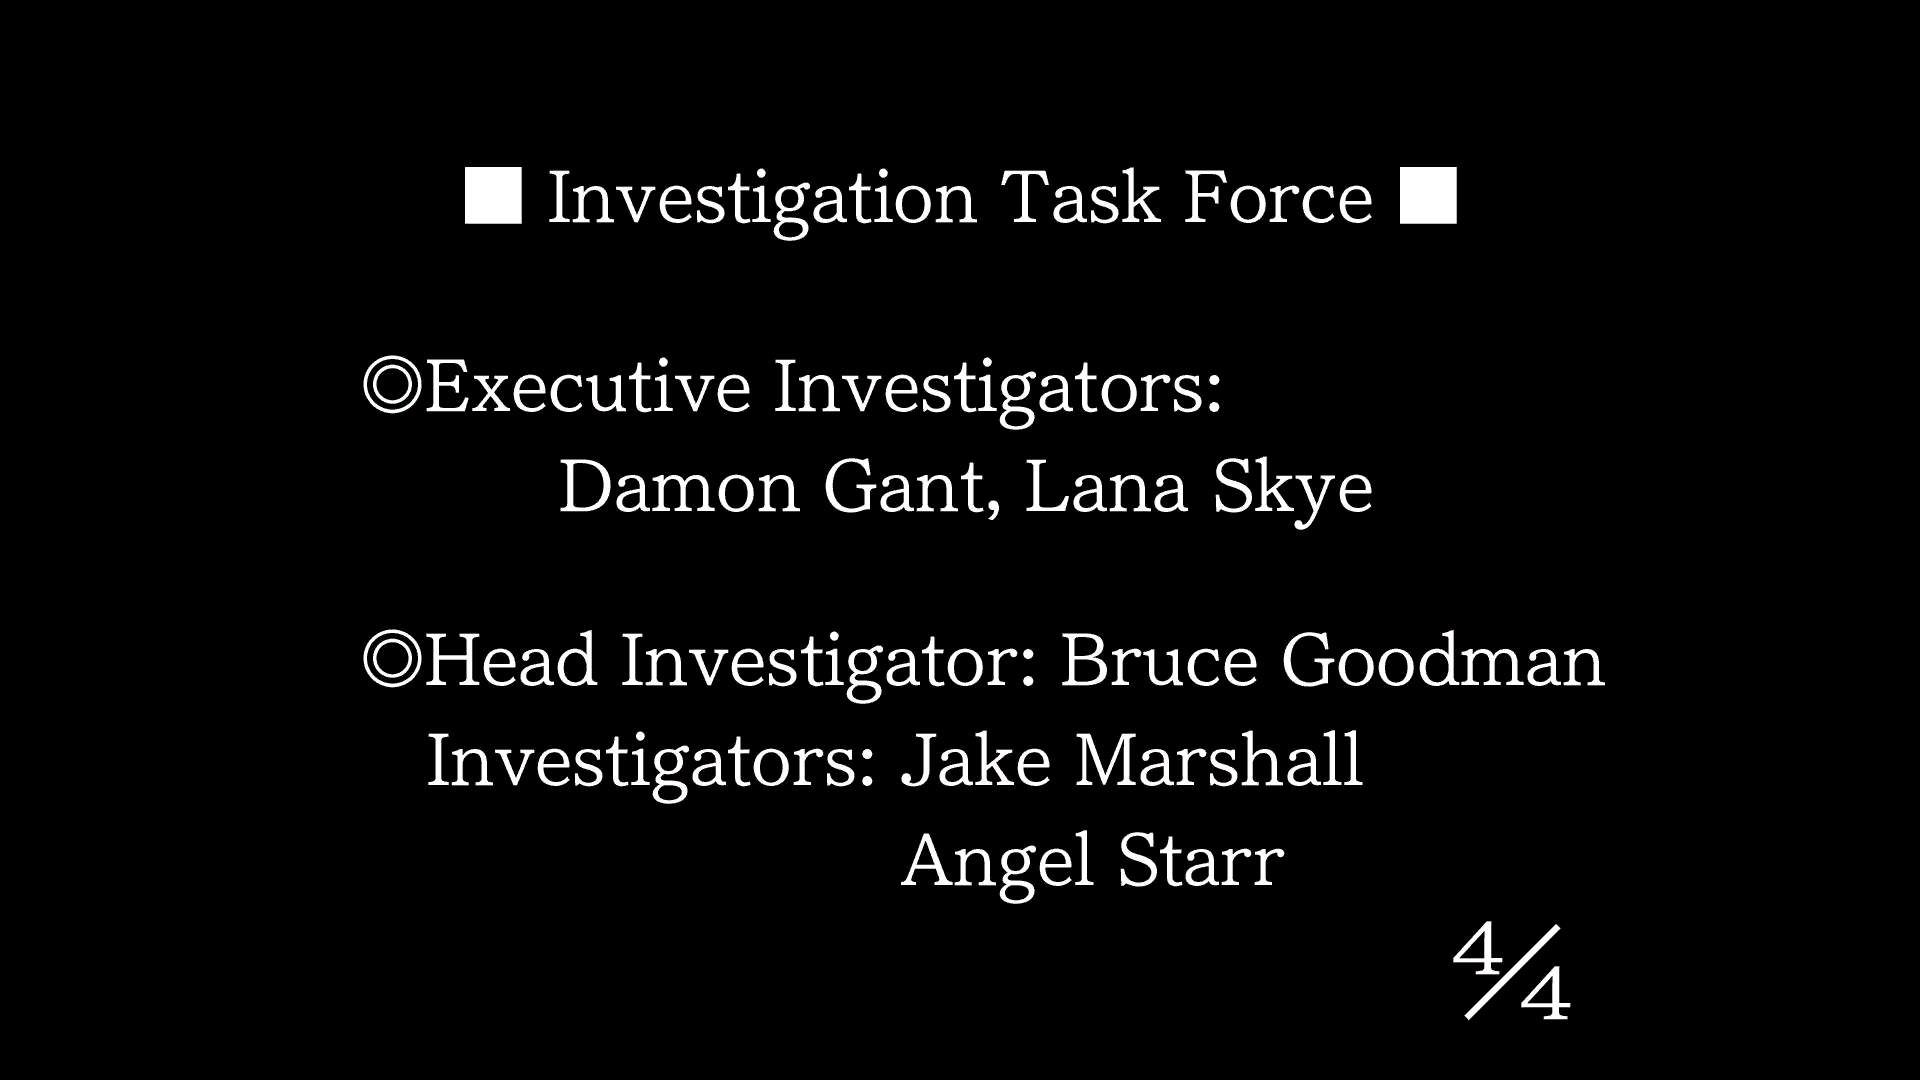 ■ Investigation Task Force ■
◎Executive Investigators:
Damon Gant, Lana Skye
◎Head Investigator: Bruce Goodman
Investigators: Jake Marshall
Angel Starr
4/4